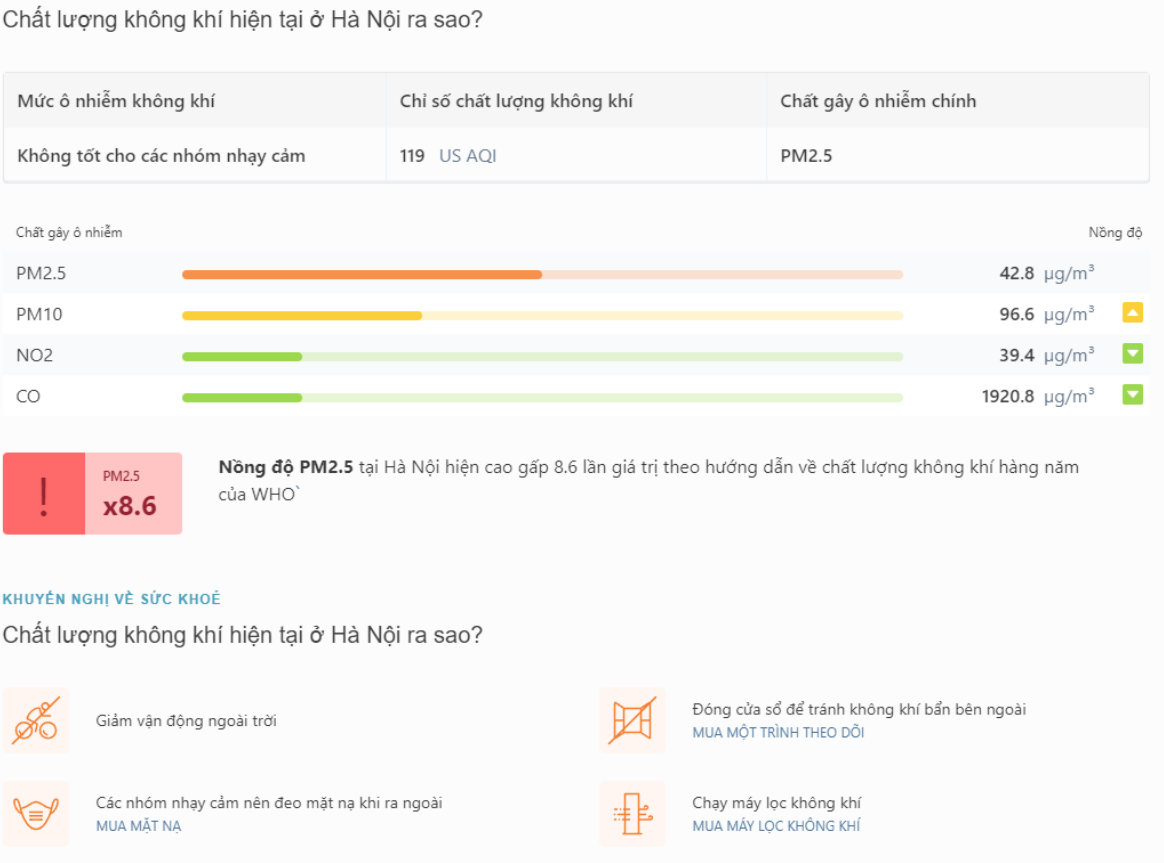 Chất lượng không khí hiện tại ở Hà Nội ra sao?
Mức ô nhiễm không khí Chỉ số chất lượng không khí Chất gây ô nhiễm chính
Không tốt cho các nhóm nhạy cảm 119 US AQI PM2.5
Chất gây ô nhiễm Nồng độ
PM2.5 42.8 µg/m³
PM10 96.6 µg/m³
NO2 39.4 µg/m³
CO 1920.8 µg/m³
! PM2.5
x8.6
Nồng độ PM2.5 tại Hà Nội hiện cao gấp 8.6 lần giá trị theo hướng dẫn về chất lượng không khí hàng năm
của WHO`
KHUYẾN NGHỊ VỀ SỨC KHOẺ
Chất lượng không khí hiện tại ở Hà Nội ra sao?
Giảm vận động ngoài trời
Đóng cửa sổ để tránh không khí bẩn bên ngoài
MUA MỘT TRÌNH THEO DÕI
Các nhóm nhạy cảm nên đeo mặt nạ khi ra ngoài
MUA MẶT NẠ
Chạy máy lọc không khí
MUA MÁY LỌC KHÔNG KHÍ